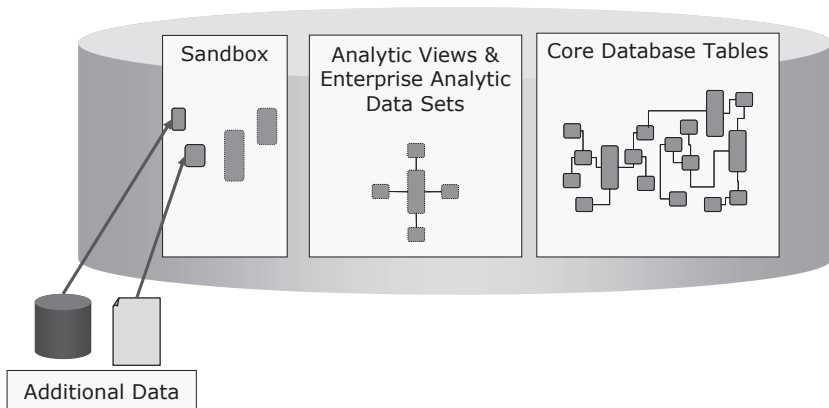 Sandbox
Analytic Views &
Enterprise Analytic
Data Sets
Core Database Tables
Additional Data